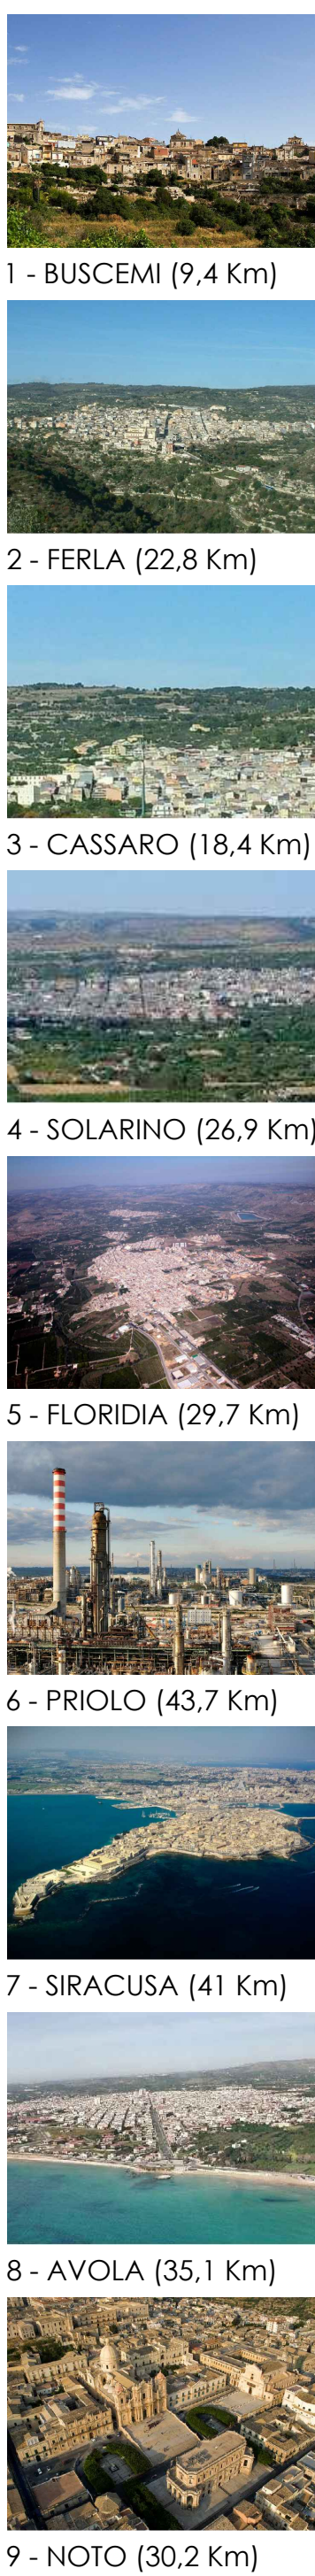 1 - BUSCEMI (9,4 Km)
2 - FERLA (22,8 Km)
3 - CASSARO (18,4 Km)
4 - SOLARINO (26,9 Km)
5 - FLORIDIA (29,7 Km)
6 - PRIOLO (43,7 Km)
7 - SIRACUSA (41 Km)
8 - AVOLA (35,1 Km)
9 - NOTO (30,2 Km)